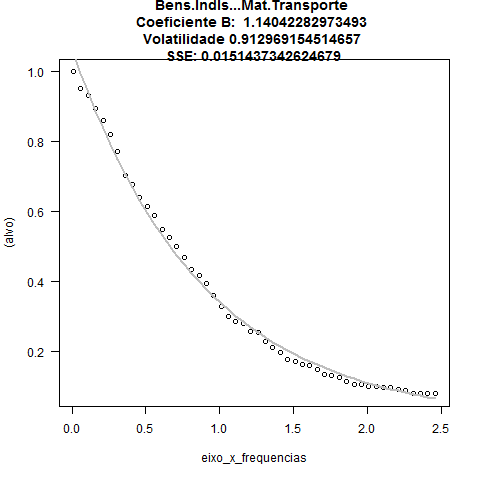 Bens.Indis...Mat.Transporte
Coeficiente B: 1.14042282973493
Volatilidade 0.912969154514657
SSE: 0.0151437342624679
1.0
0.8
0.6
0.4
0.2
(alvo)
0.0 0.5 1.0 1.5 2.0 2.5
eixo_x_frequencias